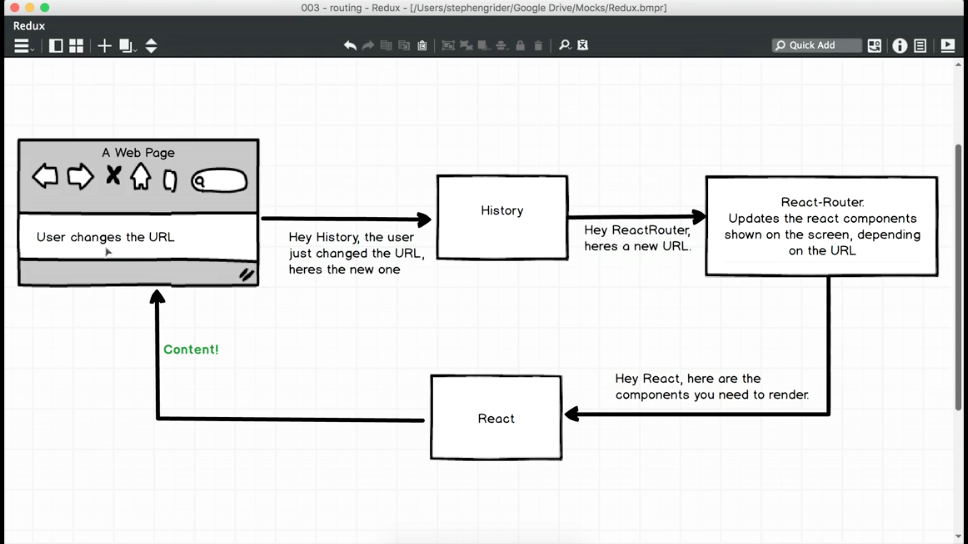 003 - routing - Redux - [/Users/stephengrider/Google Drive/Mocks/Redux.bmpr]
Redux
Quick Add
A Web Page
User changes the URL
Hey History, the user
just changed the URL,
heres the new one
History
Hey ReactRouter,
heres a new URL.
React-Router.
Updates the react components
shown on the screen, depending
on the URL
Content!
Hey React, here are the
components you need to render.
React